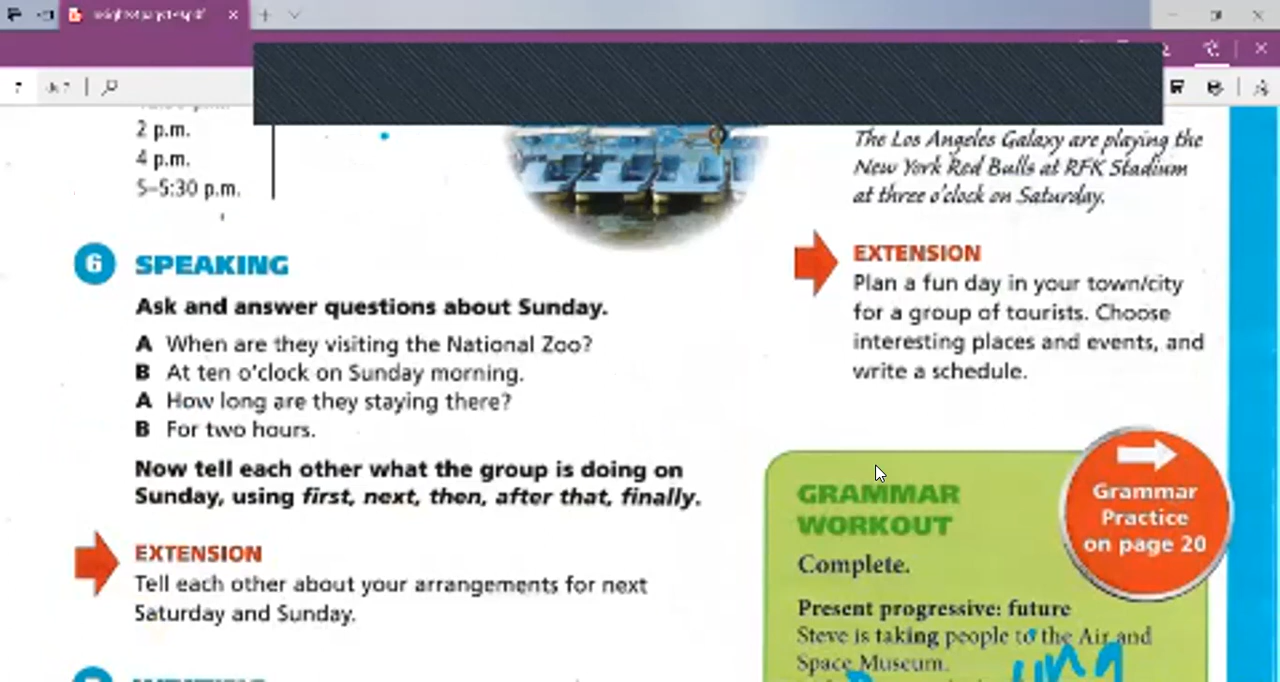 2 p.m.
4 p.m.
5–5:30 p.m.
The Los Angeles Galaxy are playing the
New York Red Bulls at RFK Stadium
at three o'clock on Saturday.
6 SPEAKING
Ask and answer questions about Sunday.
A When are they visiting the National Zoo?
B At ten o'clock on Sunday morning.
A How long are they staying there?
B For two hours.
Now tell each other what the group is doing on
Sunday, using first, next, then, after that, finally.
EXTENSION
Tell each other about your arrangements for next
Saturday and Sunday.
EXTENSION
Plan a fun day in your town/city
for a group of tourists. Choose
interesting places and events, and
write a schedule.
GRAMMAR
WORKOUT
Complete.
Present progressive: future
Steve is taking people to the Air and
Space Museum.
ing
Grammar
Practice
on page 20